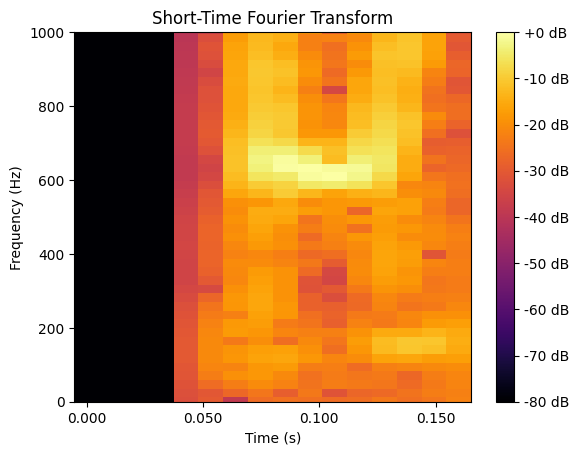 Short-Time Fourier Transform
1000
800
600
400
200
0
Frequency (Hz)
0.000
0.050
0.100
0.150
Time (s)
+0 dB
-10 dB
-20 dB
-30 dB
-40 dB
-50 dB
-60 dB
-70 dB
-80 dB